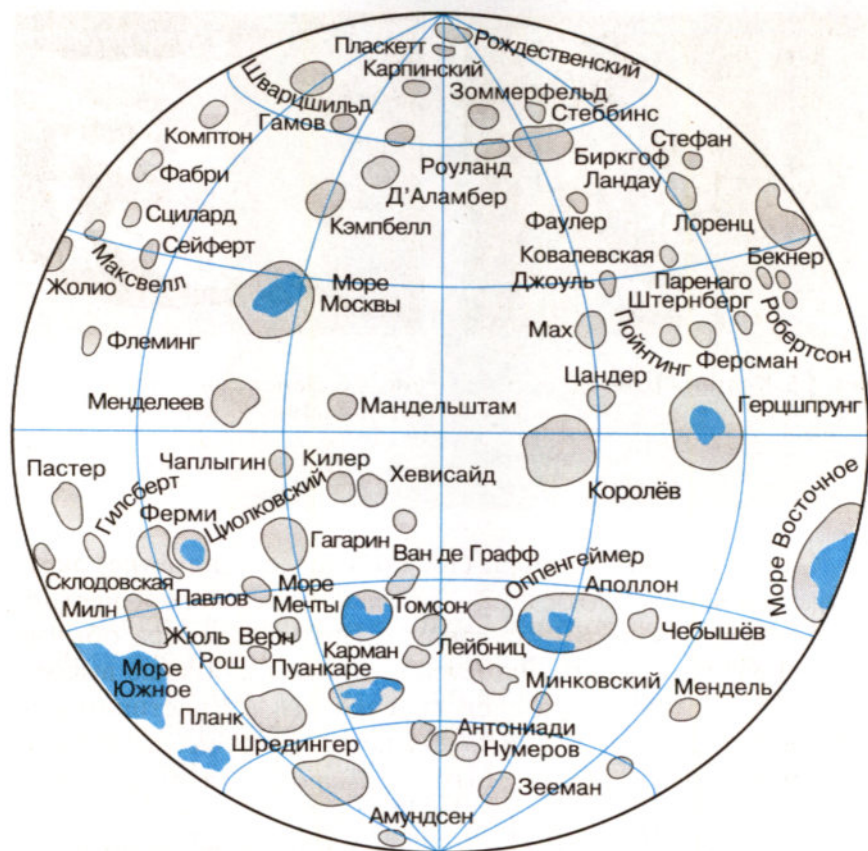 Рождественский
Пласкетт
Карпинский
Шварцшильд
Зоммерфельд
Стеббинс
Гамов
Комптон
Стефан
Биркгоф
Роуланд
Ландау
Фабри
Д'Аламбер
Сцилард
Фаулер
Лоренц
Кэмпбелл
Сейферт
Ковалевская
Бекнер
Максвелл
Жолио
Море
Москвы
Джоуль
Паренаго
Штернберг
Робертсон
Флеминг
Мах
Пойнтинг
Ферсман
Цандер
Менделеев
Мандельштам
Герцшпрунг
Чаплыгин
Килер
Хевисайд
Пастер
Гилсберт
Ферми
Циолковский
Королёв
Море Восточное
Гагарин
Ван де Графф
Оппенгеймер
Склодовская
Павлов
Море
Мечты
Томсон
Аполлон
Милн
Чебышёв
Жюль Верн
Карман
Лейбниц
Рош
Пуанкаре
Море
Южное
Минковский
Мендель
Планк
Антониади
Шредингер
Нумеров
Зееман
Амундсен